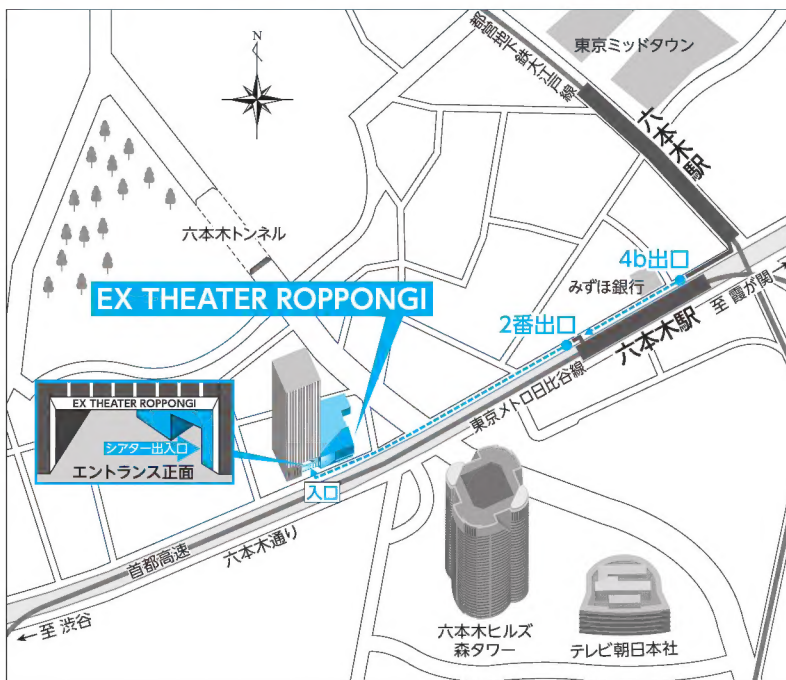 N
都営地下鉄大江戸線
東京ミッドタウン
六本木駅
六本木トンネル
4b出口
みずほ銀行
至 霞が関
EX THEATER ROPPONGI
2番出口
六本木駅
東京メトロ日比谷線
EX THEATER ROPPONGI
シアター出入口
エントランス正面
入口
首都高速
六本木通り
至 渋谷
六本木ヒルズ
森タワー
テレビ朝日本社